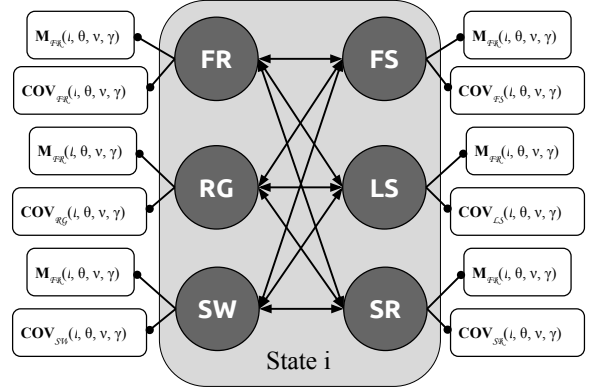 M_FR(i, θ, ν, γ)
FR
FS
M_FR(i, θ, ν, γ)
COV_FR(i, θ, ν, γ)
COV_FS(i, θ, ν, γ)
M_FR(i, θ, ν, γ)
RG
LS
M_FR(i, θ, ν, γ)
COV_RG(i, θ, ν, γ)
COV_LS(i, θ, ν, γ)
M_FR(i, θ, ν, γ)
SW
SR
M_FR(i, θ, ν, γ)
COV_SW(i, θ, ν, γ)
COV_SR(i, θ, ν, γ)
State i